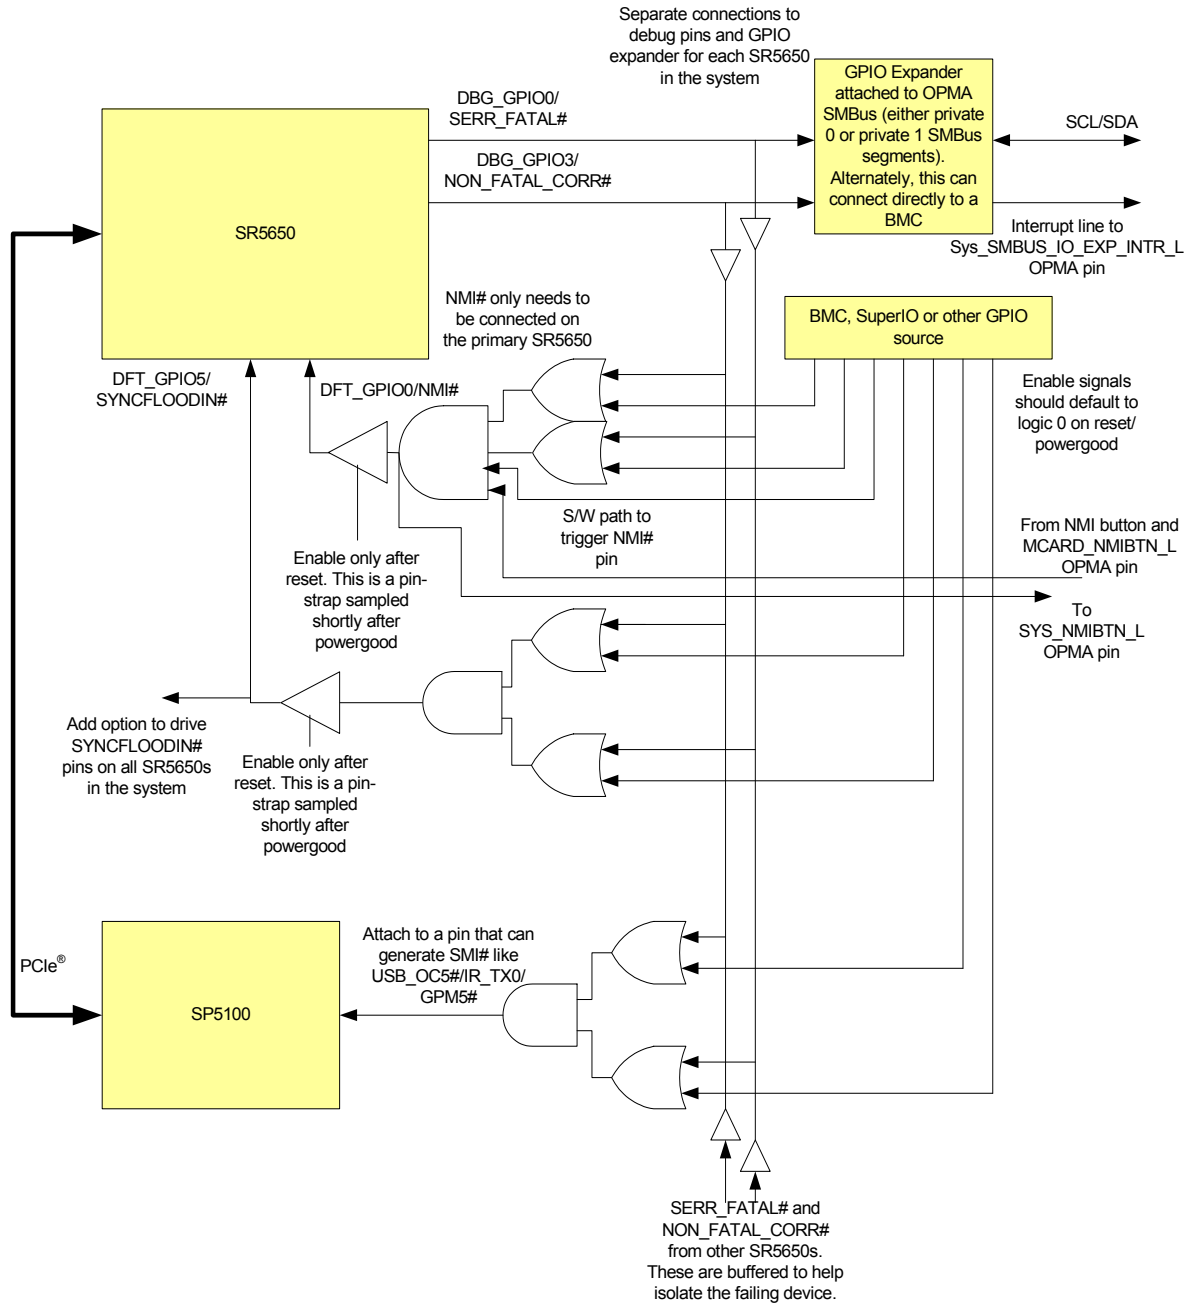 Separate connections to
debug pins and GPIO
expander for each SR5650
in the system
DBG_GPIO0/
SERR_FATAL#
DBG_GPIO3/
NON_FATAL_CORR#
GPIO Expander
attached to OPMA
SMBus (either private
0 or private 1 SMBus
segments).
Alternately, this can
connect directly to a
BMC
SCL/SDA
Interrupt line to
Sys_SMBUS_IO_EXP_INTR_L
OPMA pin
SR5650
NMI# only needs to
be connected on
the primary SR5650
BMC, SuperIO or other GPIO
source
DFT_GPIO5/
SYNCFLOODIN#
DFT_GPIO0/NMI#
Enable signals
should default to
logic 0 on reset/
powergood
S/W path to
trigger NMI#
pin
From NMI button and
MCARD_NMIBTN_L
OPMA pin
Enable only after
reset. This is a pin-
strap sampled
shortly after
powergood
To
SYS_NMIBTN_L
OPMA pin
Add option to drive
SYNCFLOODIN#
pins on all SR5650s
in the system
Enable only after
reset. This is a pin-
strap sampled
shortly after
powergood
PCIe®
SP5100
Attach to a pin that can
generate SMI# like
USB_OC5#/IR_TX0/
GPM5#
SERR_FATAL# and
NON_FATAL_CORR#
from other SR5650s.
These are buffered to help
isolate the failing device.